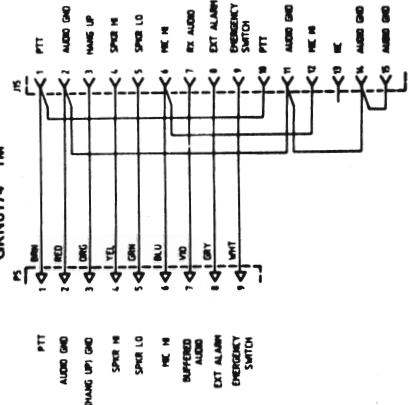 PTT
AUDIO GND
HANG UP
SPKR HI
SPKR LO
MIC HI
RX AUDIO
EXT ALARM
EMERGENCY
SWITCH
PTT
AUDIO GND
MIC HI
NC
AUDIO GND
AUDIO GND
J15
1
2
3
4
5
6
7
8
9
10
11
12
13
14
15
BRN
RED
ORG
YEL
GRN
BLU
VIO
GRY
WHT
P5
1
2
3
4
5
6
7
8
9
PTT
AUDIO GND
(HANG UP) GND
SPKR HI
SPKR LO
MIC HI
BUFFERED
AUDIO
EXT ALARM
EMERGENCY
SWITCH